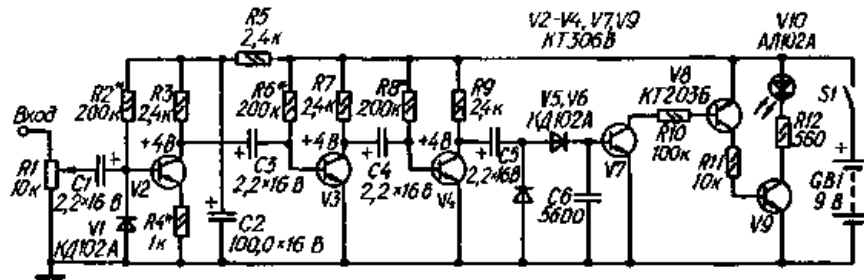 R5
2,4к
V2-V4, V7, V9
КТ306В
V10
АЛ102А
R2*
200к
R3
2,4к
R6*
200к
R7
2,4к
R8*
200к
R9
2,4к
V8
КТ203Б
S1
Вход
+4В
+4В
+4В
V5, V6
КД102А
R12
560
R1
10к
C1
2,2×16 В
V2
C3
2,2×16 В
V3
C4
2,2×16 В
V4
C5
2,2×16В
R10
100к
R11
10к
V7
GB1
9 В
V1
КД102А
R4*
1к
C2
100,0×16 В
C6
5600
V9